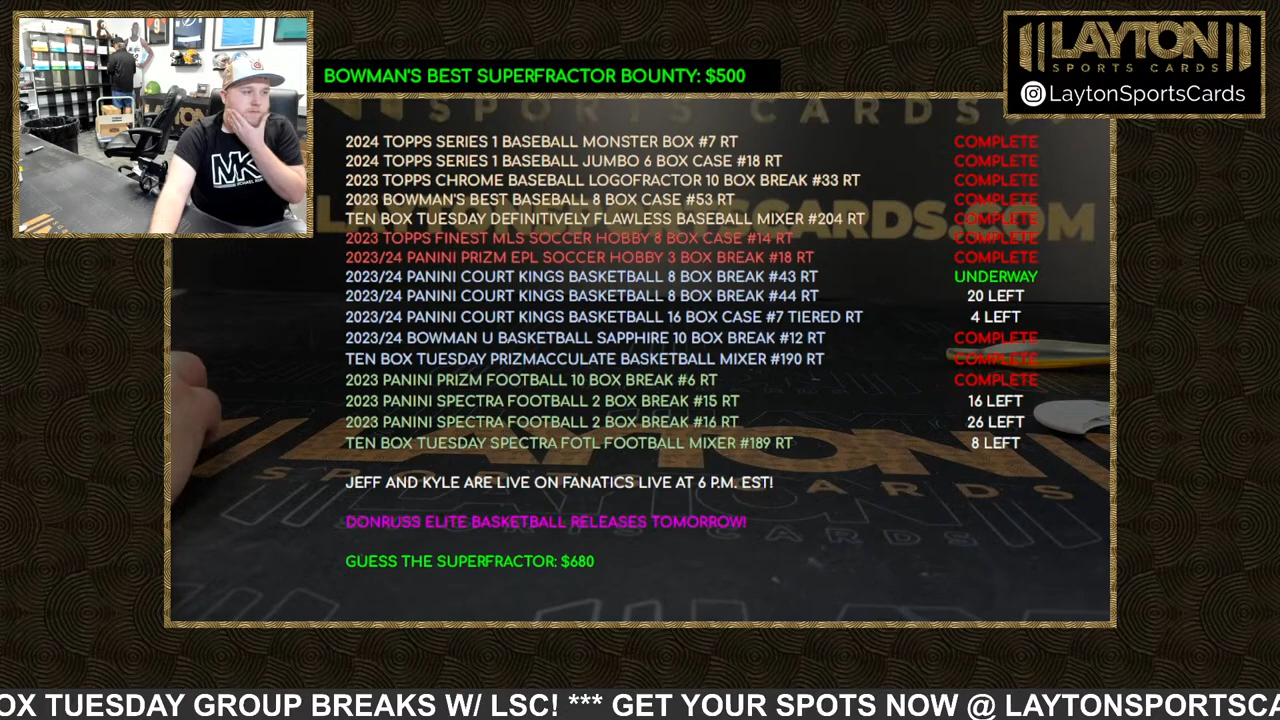 BOWMAN'S BEST SUPERFRACTOR BOUNTY: $500
LAYTON
SPORTS CARDS
LaytonSportsCards
MK
SPORTS CARDS
2024 TOPPS SERIES 1 BASEBALL MONSTER BOX #7 RT COMPLETE
2024 TOPPS SERIES 1 BASEBALL JUMBO 6 BOX CASE #18 RT COMPLETE
2023 TOPPS CHROME BASEBALL LOGOFRACTOR 10 BOX BREAK #33 RT COMPLETE
2023 BOWMAN'S BEST BASEBALL 8 BOX CASE #53 RT COMPLETE
TEN BOX TUESDAY DEFINITIVELY FLAWLESS BASEBALL MIXER #204 RT COMPLETE
2023 TOPPS FINEST MLS SOCCER HOBBY 8 BOX CASE #14 RT COMPLETE
2023/24 PANINI PRIZM EPL SOCCER HOBBY 3 BOX BREAK #18 RT COMPLETE
2023/24 PANINI COURT KINGS BASKETBALL 8 BOX BREAK #43 RT UNDERWAY
2023/24 PANINI COURT KINGS BASKETBALL 8 BOX BREAK #44 RT 20 LEFT
2023/24 PANINI COURT KINGS BASKETBALL 16 BOX CASE #7 TIERED RT 4 LEFT
2023/24 BOWMAN U BASKETBALL SAPPHIRE 10 BOX BREAK #12 RT COMPLETE
TEN BOX TUESDAY PRIZMACCULATE BASKETBALL MIXER #190 RT COMPLETE
2023 PANINI PRIZM FOOTBALL 10 BOX BREAK #6 RT COMPLETE
2023 PANINI SPECTRA FOOTBALL 2 BOX BREAK #15 RT 16 LEFT
2023 PANINI SPECTRA FOOTBALL 2 BOX BREAK #16 RT 26 LEFT
TEN BOX TUESDAY SPECTRA FOTL FOOTBALL MIXER #189 RT 8 LEFT
JEFF AND KYLE ARE LIVE ON FANATICS LIVE AT 6 P.M. EST!
DONRUSS ELITE BASKETBALL RELEASES TOMORROW!
GUESS THE SUPERFRACTOR: $680
OX TUESDAY GROUP BREAKS W/ LSC! *** GET YOUR SPOTS NOW @ LAYTONSPORTSCA